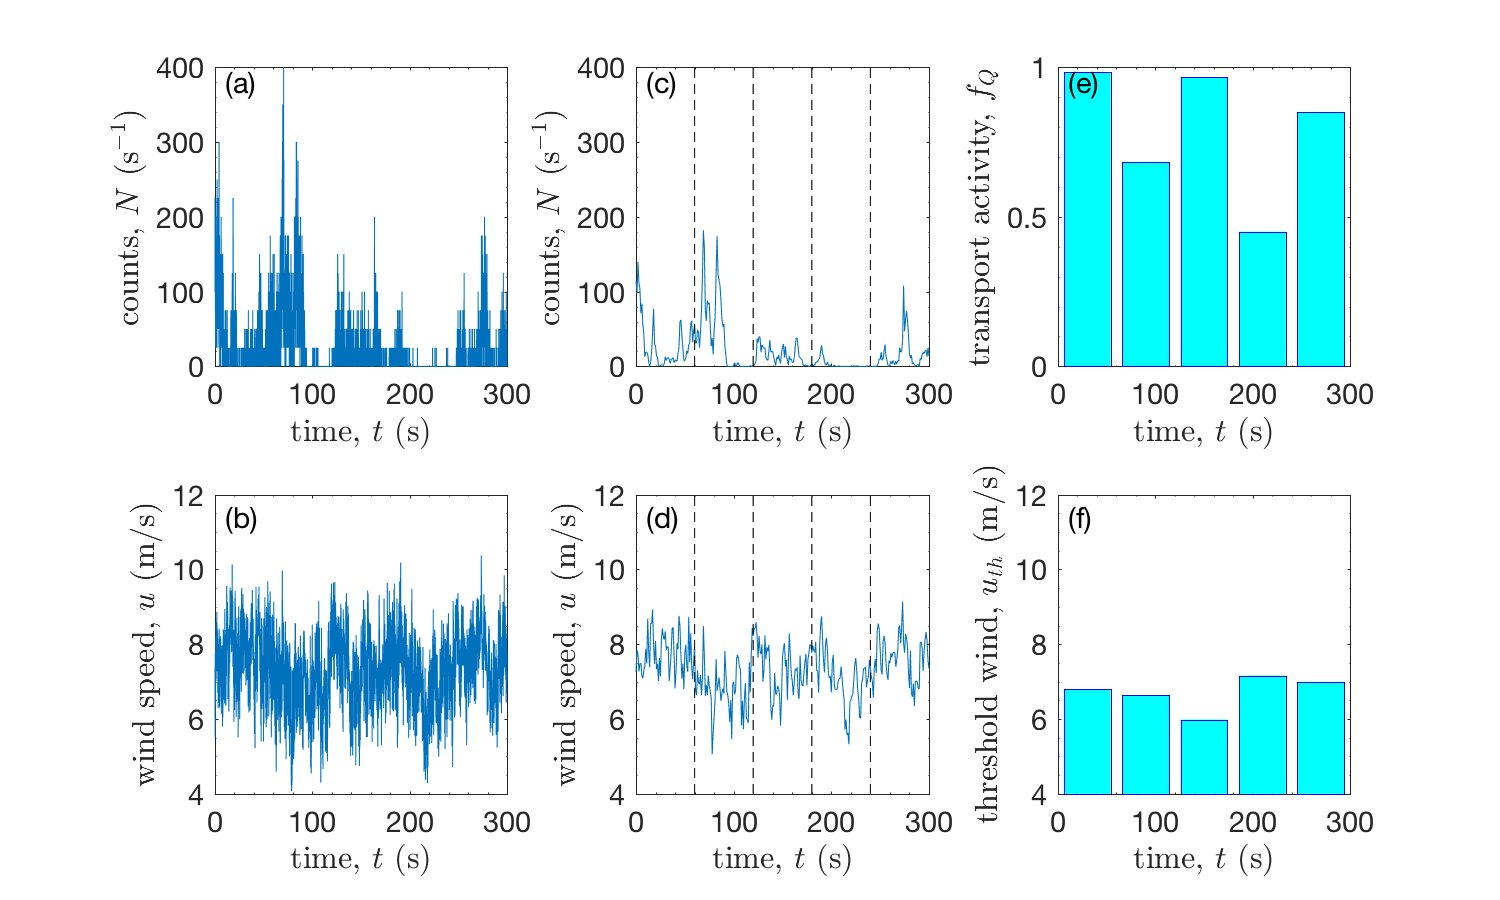 (a)
400
300
200
100
0
0 100 200 300
counts, N (s⁻¹)
time, t (s)
(c)
400
300
200
100
0
0 100 200 300
counts, N (s⁻¹)
time, t (s)
(e)
1
0.5
0
0 100 200 300
transport activity, f_Q
time, t (s)
(b)
12
10
8
6
4
0 100 200 300
wind speed, u (m/s)
time, t (s)
(d)
12
10
8
6
4
0 100 200 300
wind speed, u (m/s)
time, t (s)
(f)
12
10
8
6
4
0 100 200 300
threshold wind, u_th (m/s)
time, t (s)